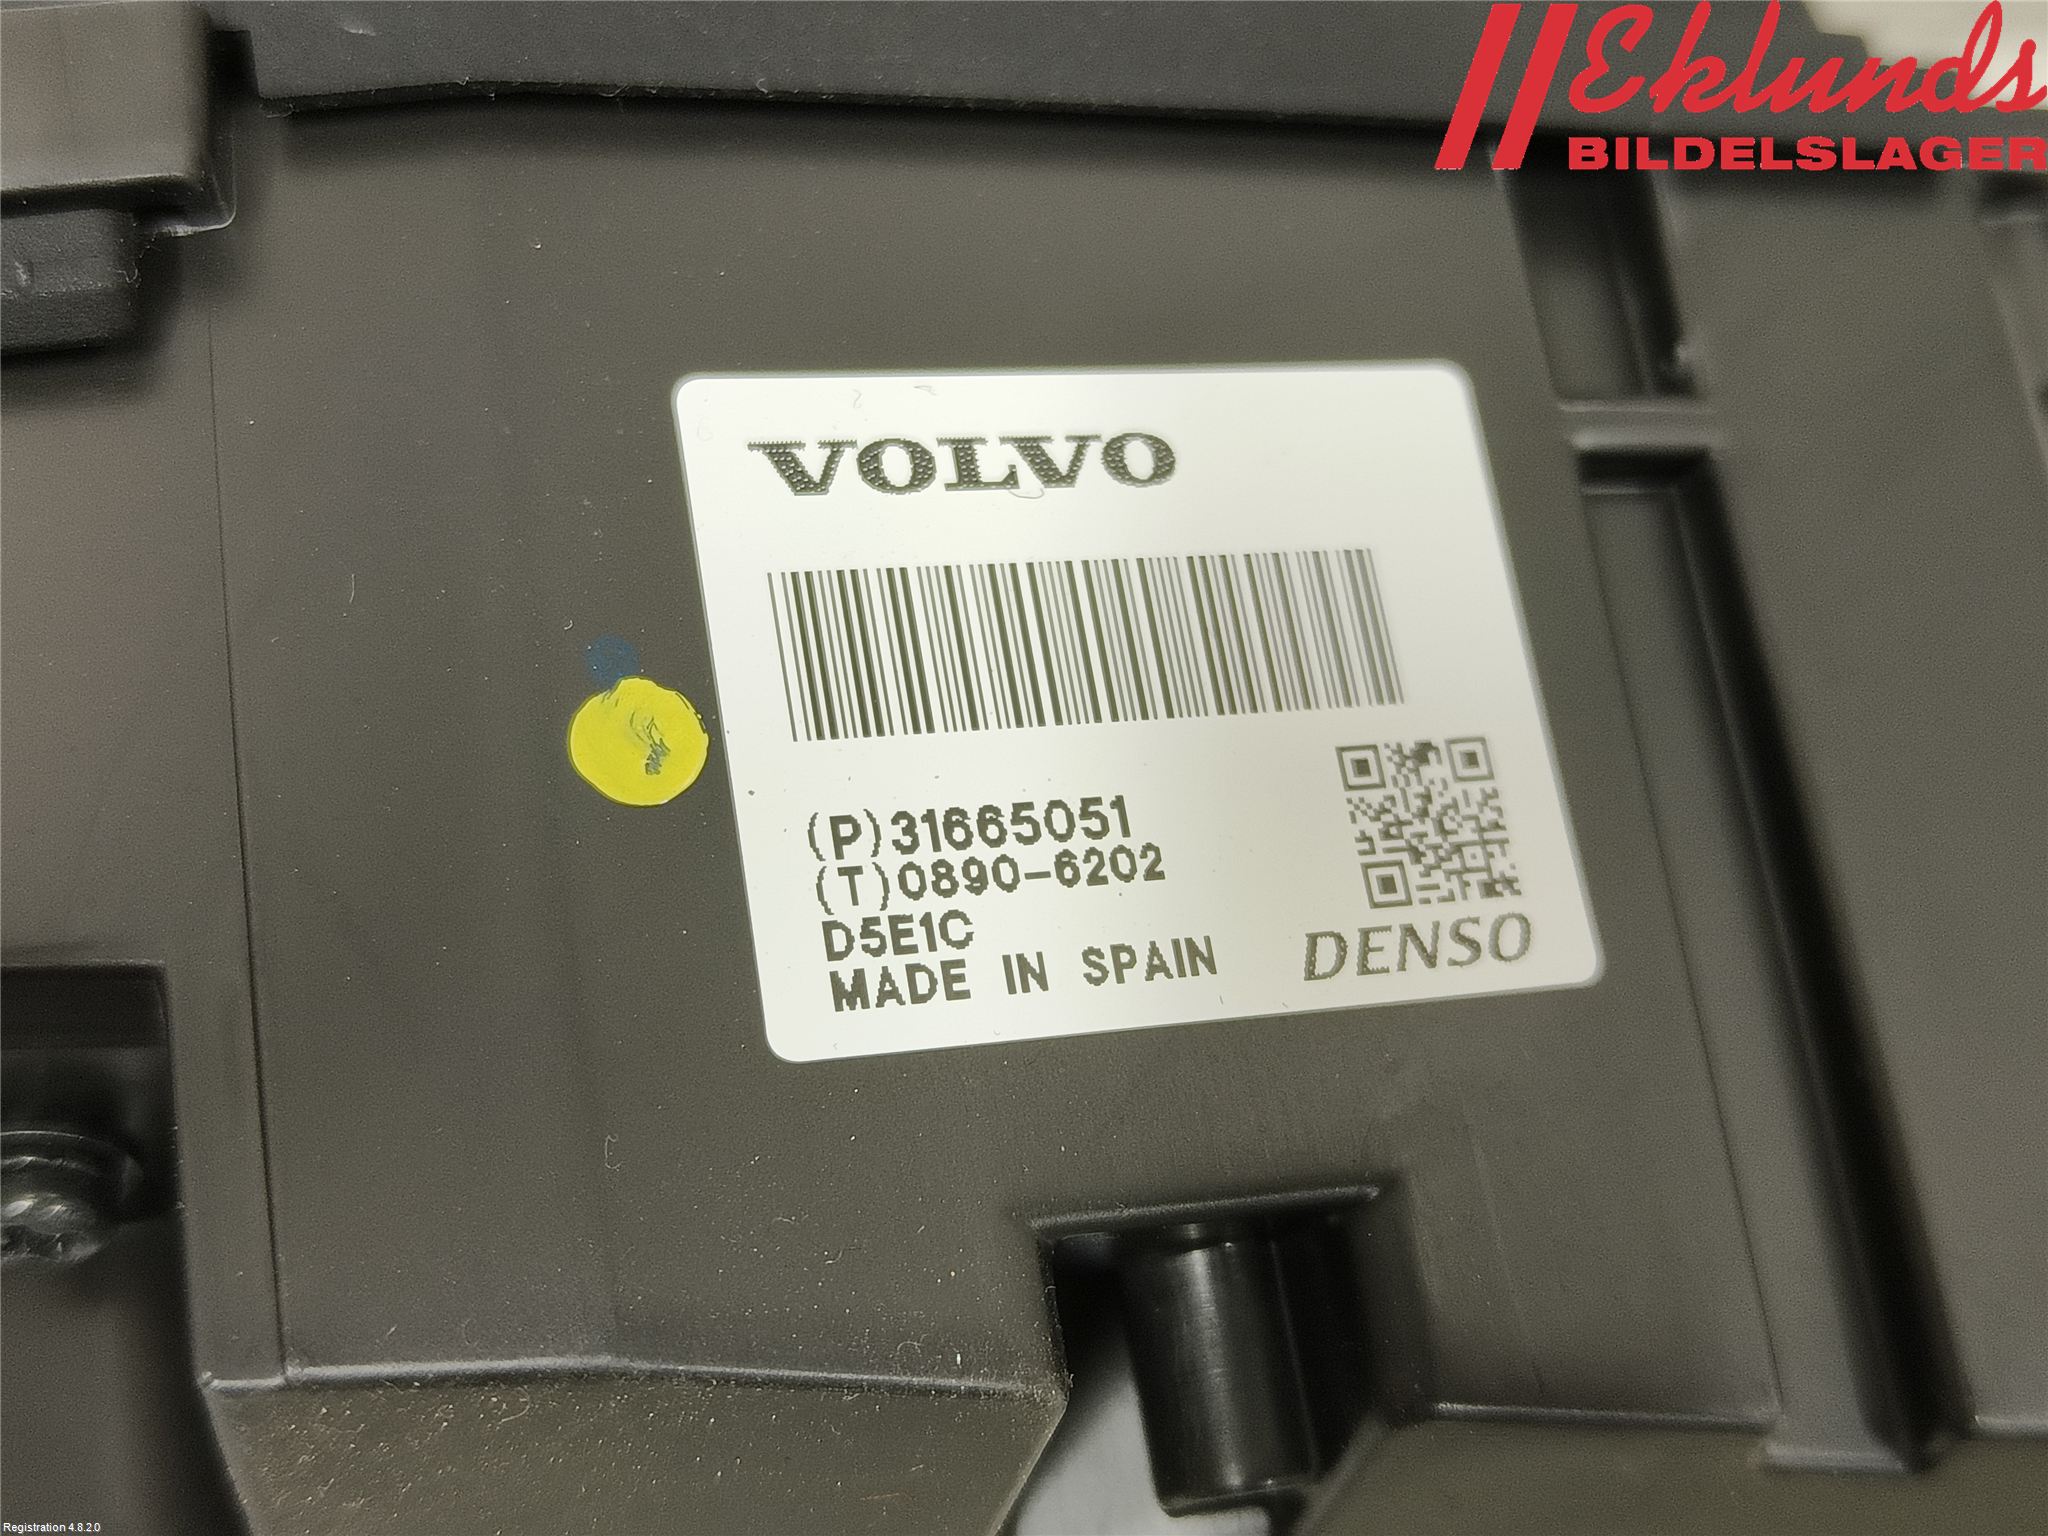 Eklunds
BILDELSLAGER
VOLVO
(P)31665051
(T)0890-6202
D5E1C
MADE IN SPAIN
DENSO
Registration 4.8.2.0